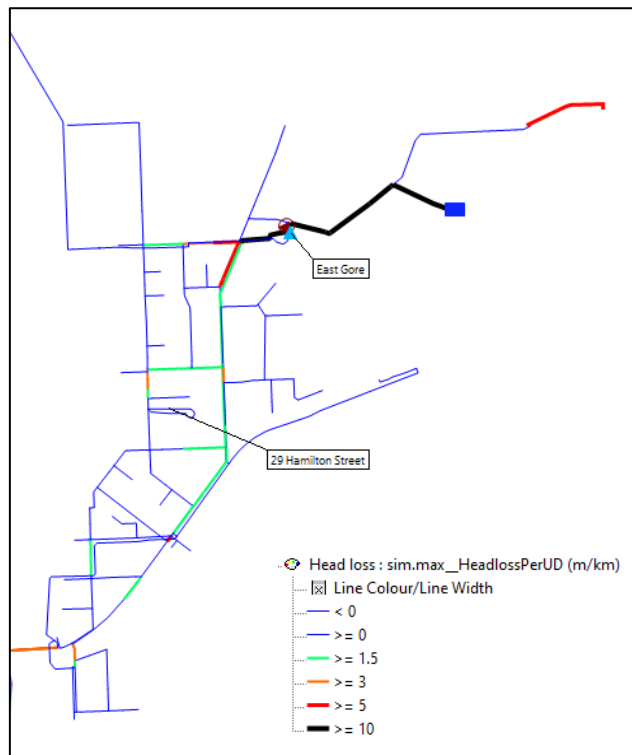 East Gore
29 Hamilton Street
Head loss : sim.max__HeadlossPerUD (m/km)
Line Colour/Line Width
< 0
>= 0
>= 1.5
>= 3
>= 5
>= 10